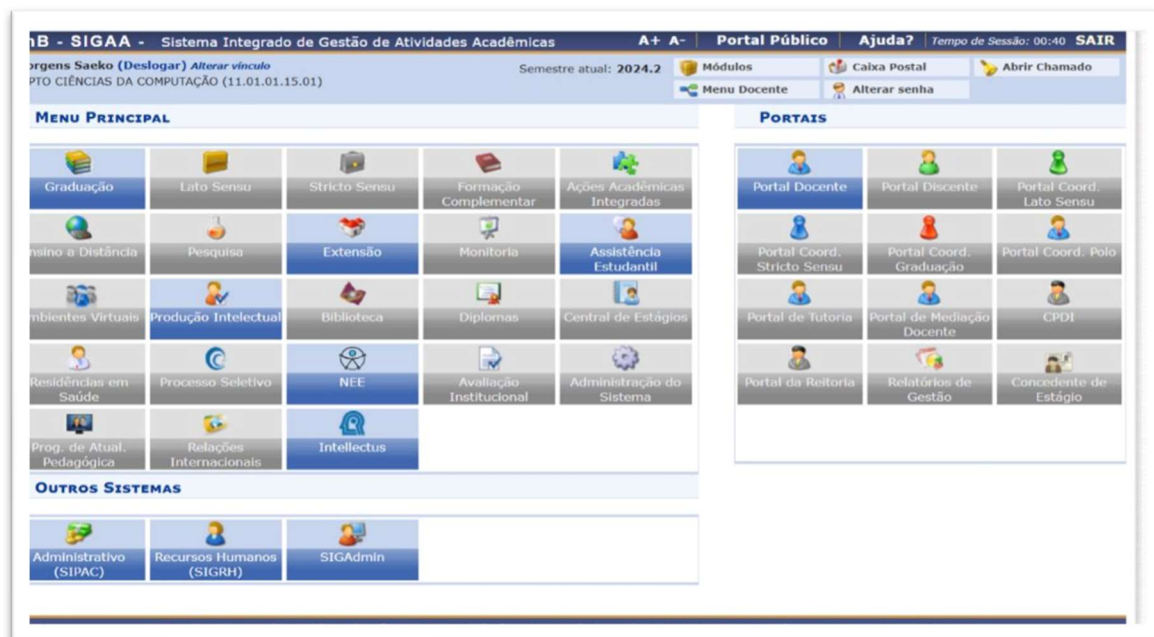 nB - SIGAA - Sistema Integrado de Gestão de Atividades Acadêmicas A+ A- Portal Público Ajuda? Tempo de Sessão: 00:40 SAIR
orgens Saeko (Deslogar) Alterar vínculo
PTO CIÊNCIAS DA COMPUTAÇÃO (11.01.01.15.01)
Semestre atual: 2024.2
Módulos Caixa Postal Abrir Chamado
Menu Docente Alterar senha
MENU PRINCIPAL
Graduação Lato Sensu Stricto Sensu Formação Complementar Ações Acadêmicas Integradas
nsino a Distância Pesquisa Extensão Monitoria Assistência Estudantil
mbientes Virtuais Produção Intelectual Biblioteca Diplomas Central de Estágios
Residências em Saúde Processo Seletivo NEE Avaliação Institucional Administração do Sistema
Prog. de Atual. Pedagógica Relações Internacionais Intellectus
PORTAIS
Portal Docente Portal Discente Portal Coord. Lato Sensu
Portal Coord. Stricto Sensu Portal Coord. Graduação Portal Coord. Polo
Portal de Tutoria Portal de Mediação Docente CPDI
Portal da Reitoria Relatórios de Gestão Concedente de Estágio
OUTROS SISTEMAS
Administrativo (SIPAC) Recursos Humanos (SIGRH) SIGAdmin